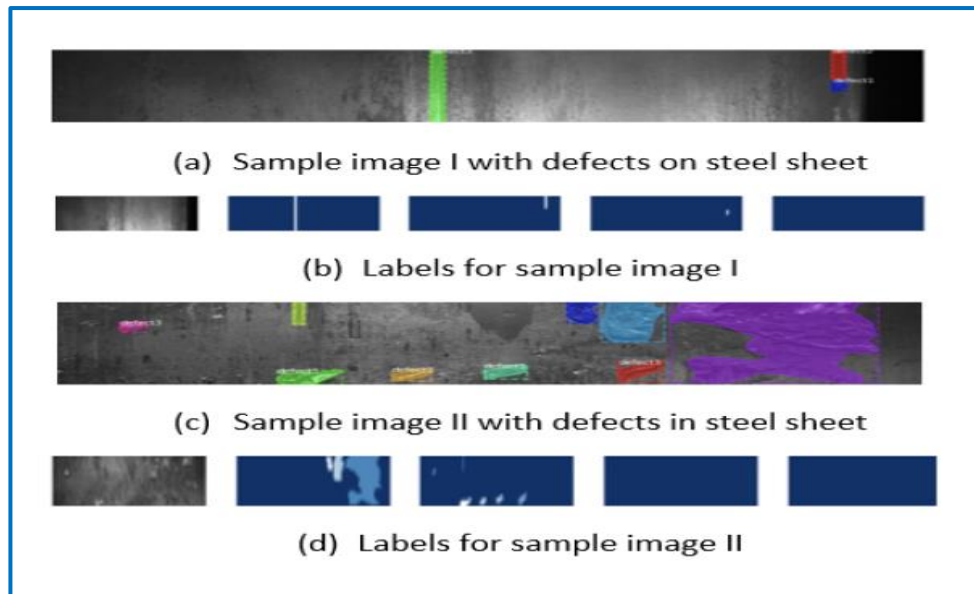 (a) Sample image I with defects on steel sheet
(b) Labels for sample image I
(c) Sample image II with defects in steel sheet
(d) Labels for sample image II